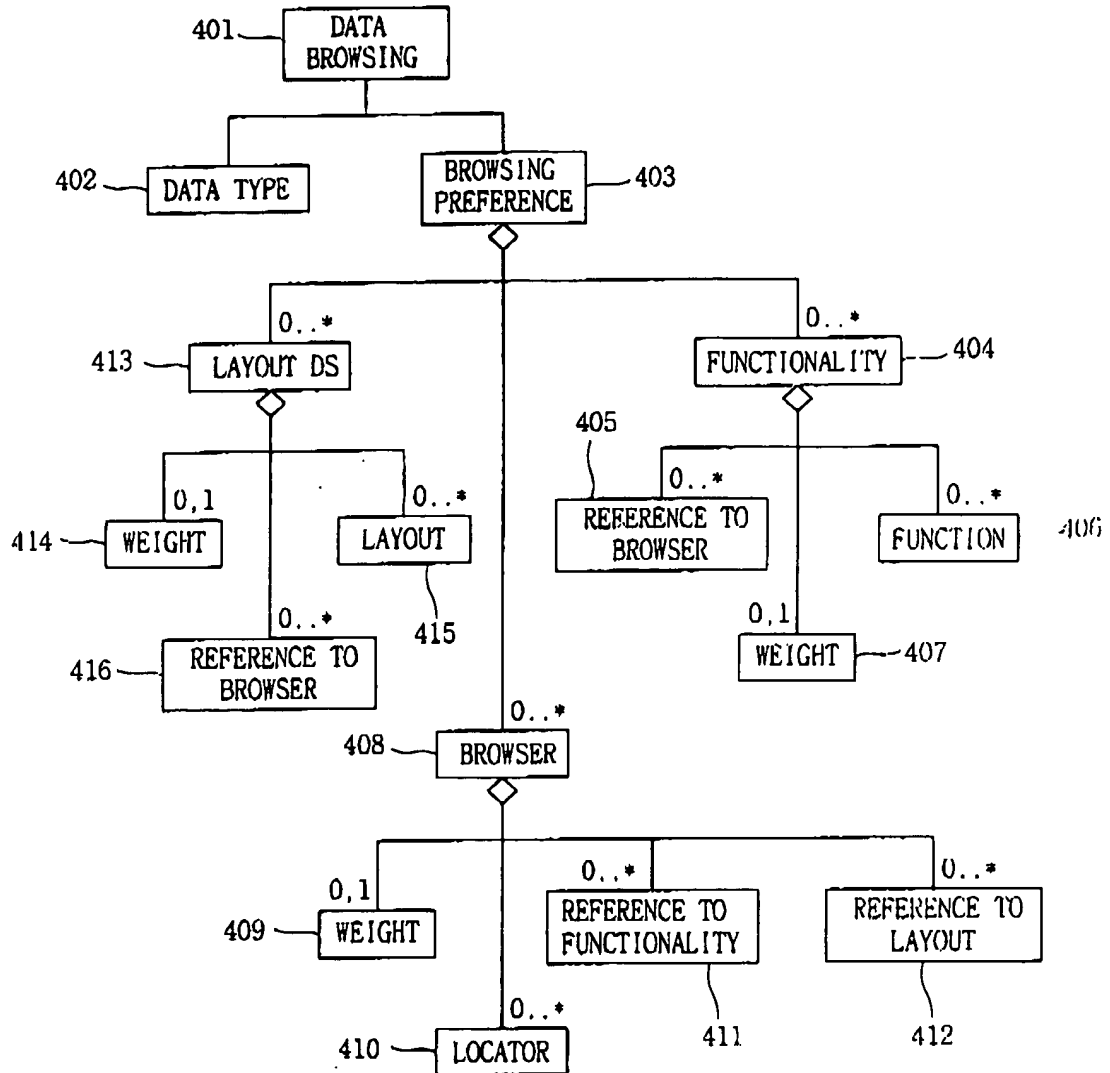 401
DATA
BROWSING
402
DATA TYPE
BROWSING
PREFERENCE
403
0..*
0..*
413
LAYOUT DS
FUNCTIONALITY
404
405
0,1
0..*
0..*
0..*
414
WEIGHT
LAYOUT
REFERENCE TO
BROWSER
FUNCTION
406
415
0..*
0,1
416
REFERENCE TO
BROWSER
WEIGHT
407
0..*
408
BROWSER
0,1
0..*
0..*
409
WEIGHT
REFERENCE TO
FUNCTIONALITY
REFERENCE TO
LAYOUT
0..*
411
412
410
LOCATOR